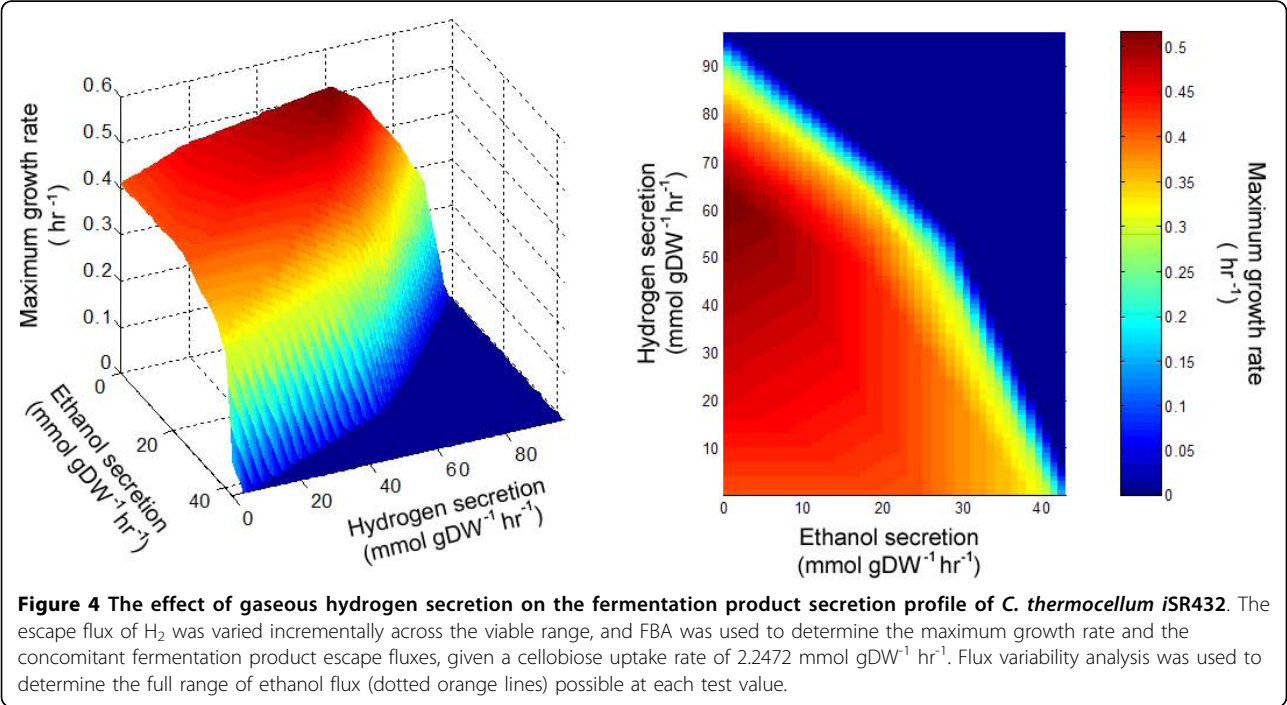 0.6
0.5
0.4
0.3
0.2
0.1
0
Maximum growth rate
( hr⁻¹)
0
20
40
Ethanol secretion
(mmol gDW⁻¹ hr⁻¹)
0
20
40
60
80
Hydrogen secretion
(mmol gDW⁻¹ hr⁻¹)
90
80
70
60
50
40
30
20
10
Hydrogen secretion
(mmol gDW⁻¹hr⁻¹)
0
10
20
30
40
Ethanol secretion
(mmol gDW⁻¹ hr⁻¹)
0.5
0.45
0.4
0.35
0.3
0.25
0.2
0.15
0.1
0.05
0
Maximum growth rate
( hr⁻¹)
Figure 4 The effect of gaseous hydrogen secretion on the fermentation product secretion profile of C. thermocellum iSR432. The
escape flux of H₂ was varied incrementally across the viable range, and FBA was used to determine the maximum growth rate and the
concomitant fermentation product escape fluxes, given a cellobiose uptake rate of 2.2472 mmol gDW⁻¹ hr⁻¹. Flux variability analysis was used to
determine the full range of ethanol flux (dotted orange lines) possible at each test value.